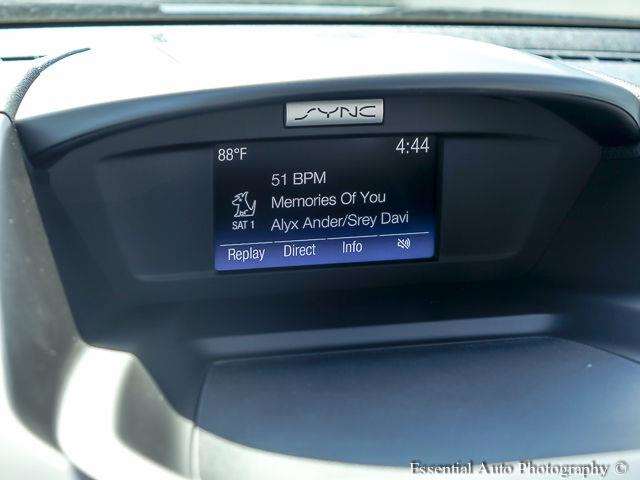 SYNC
88°F 4:44
51 BPM
Memories Of You
SAT 1 Alyx Ander/Srey Davi
Replay Direct Info
Essential Auto Photography ©